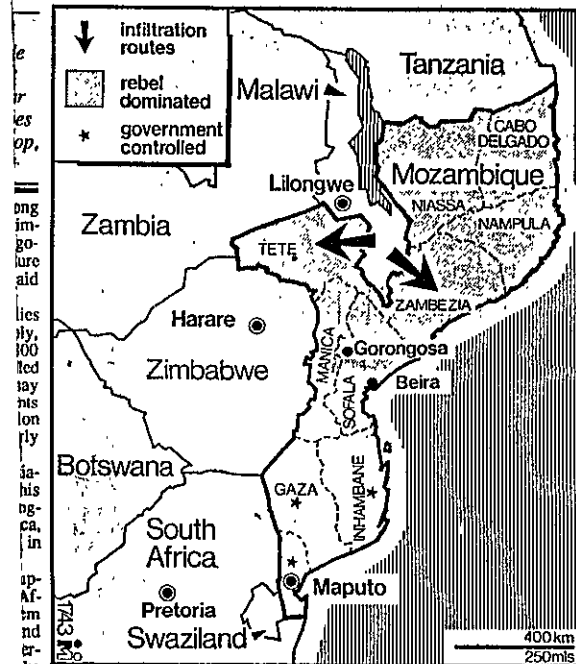 infiltration
routes
rebel
dominated
government
controlled
Tanzania
Malawi
CABO
DELGADO
Mozambique
Lilongwe
NIASSA
NAMPULA
Zambia
TETE
ZAMBEZIA
Harare
MANICA
Gorongosa
Zimbabwe
SOFALA
Beira
Botswana
GAZA
INHAMBANE
South
Africa
Maputo
Pretoria
Swaziland
400km
250mls